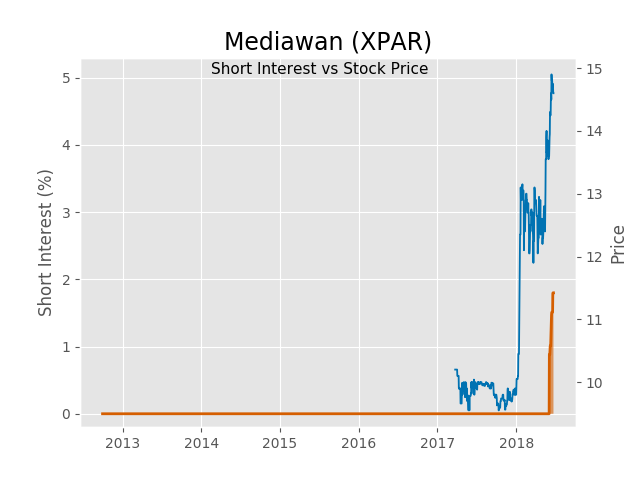 Mediawan (XPAR)
Short Interest vs Stock Price
Short Interest (%)
5
4
3
2
1
0
15
14
13
12
11
10
Price
2013 2014 2015 2016 2017 2018